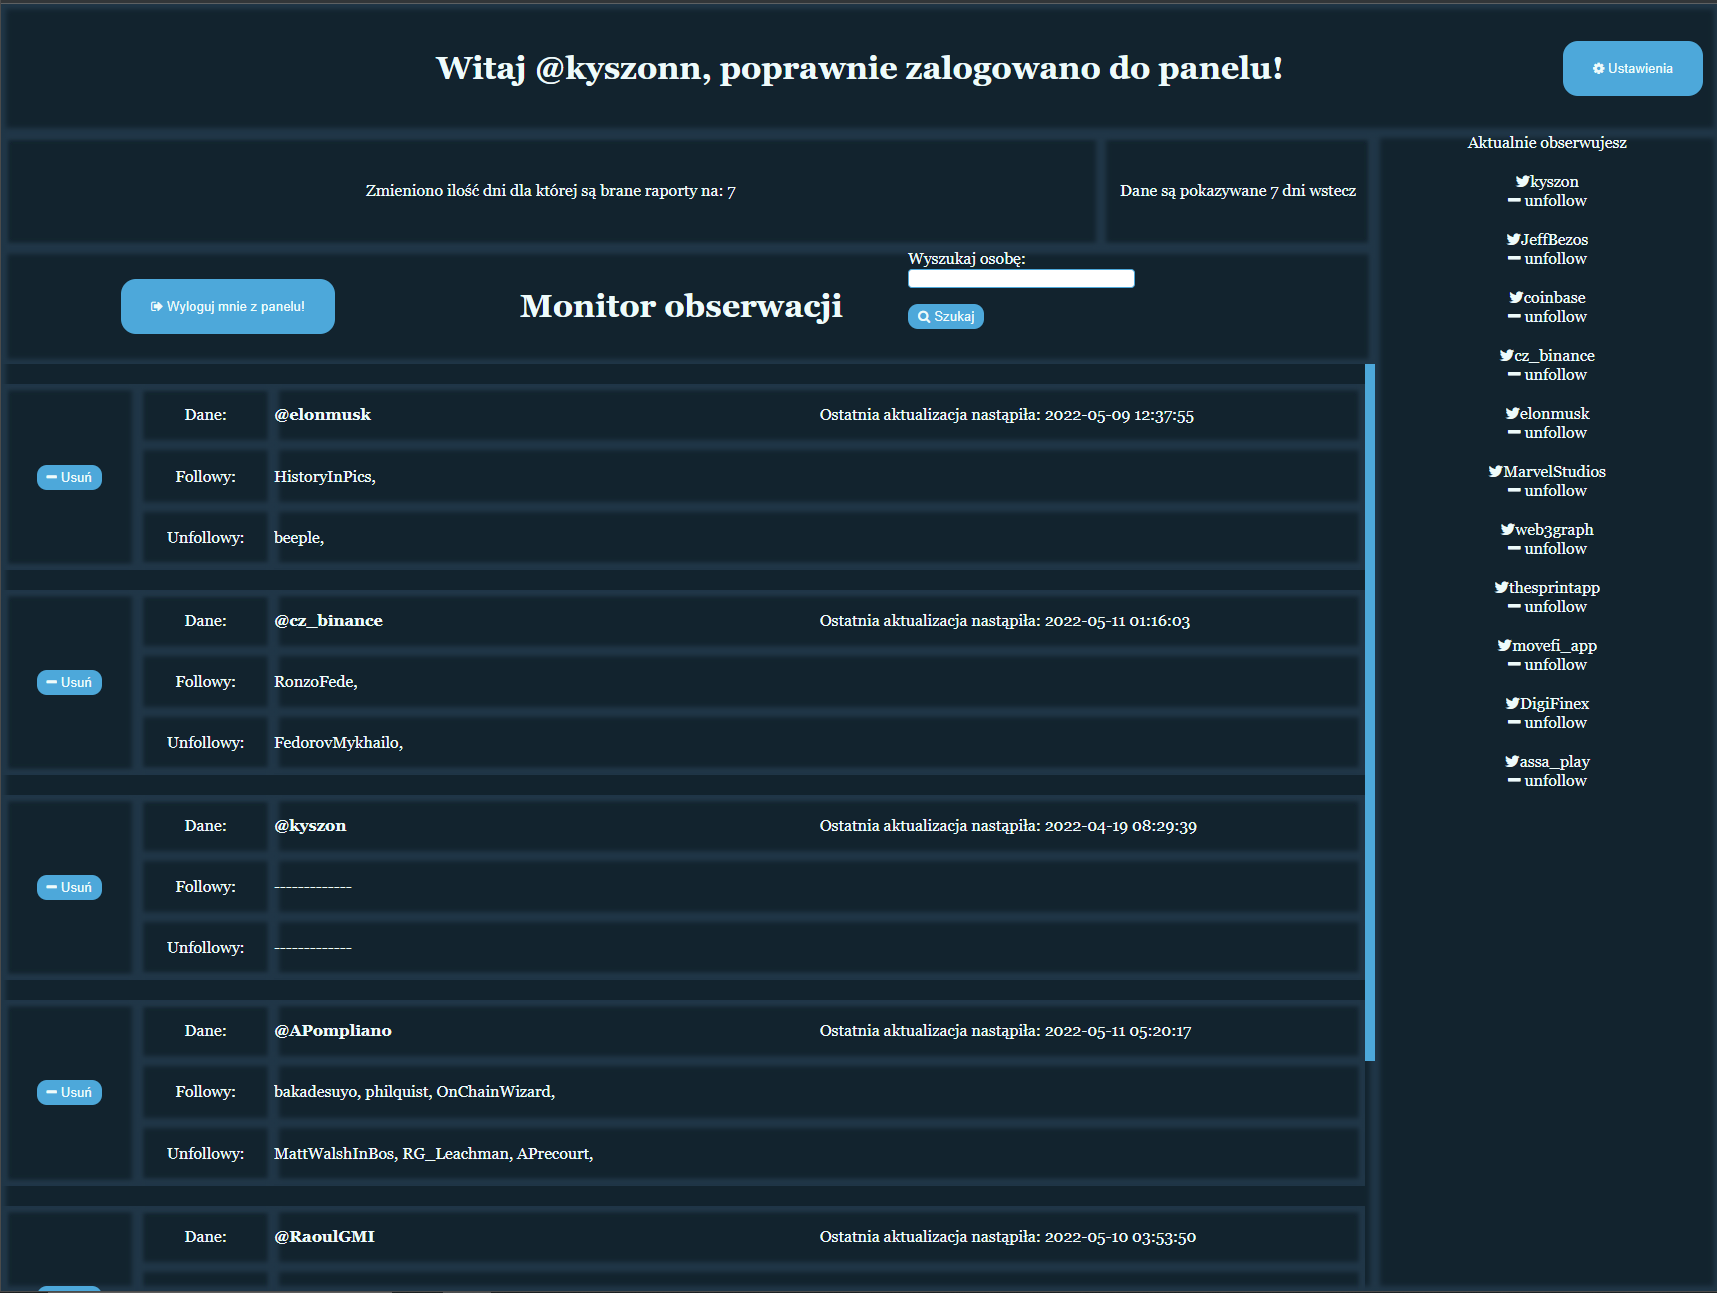 Witaj @kyszonn, poprawnie zalogowano do panelu!
Ustawienia
Zmieniono ilość dni dla której są brane raporty na: 7
Dane są pokazywane 7 dni wstecz
Wyloguj mnie z panelu!
Monitor obserwacji
Wyszukaj osobę:
Szukaj
Usuń
Dane:
@elonmusk
Ostatnia aktualizacja nastąpiła: 2022-05-09 12:37:55
Followy:
HistoryInPics,
Unfollowy:
beeple,
Usuń
Dane:
@cz_binance
Ostatnia aktualizacja nastąpiła: 2022-05-11 01:16:03
Followy:
RonzoFede,
Unfollowy:
FedorovMykhailo,
Usuń
Dane:
@kyszon
Ostatnia aktualizacja nastąpiła: 2022-04-19 08:29:39
Followy:
-------------
Unfollowy:
-------------
Usuń
Dane:
@APompliano
Ostatnia aktualizacja nastąpiła: 2022-05-11 05:20:17
Followy:
bakadesuyo, philquist, OnChainWizard,
Unfollowy:
MattWalshInBos, RG_Leachman, APrecourt,
Dane:
@RaoulGMI
Ostatnia aktualizacja nastąpiła: 2022-05-10 03:53:50
Aktualnie obserwujesz
kyszon
unfollow
JeffBezos
unfollow
coinbase
unfollow
cz_binance
unfollow
elonmusk
unfollow
MarvelStudios
unfollow
web3graph
unfollow
thesprintapp
unfollow
movefi_app
unfollow
DigiFinex
unfollow
assa_play
unfollow